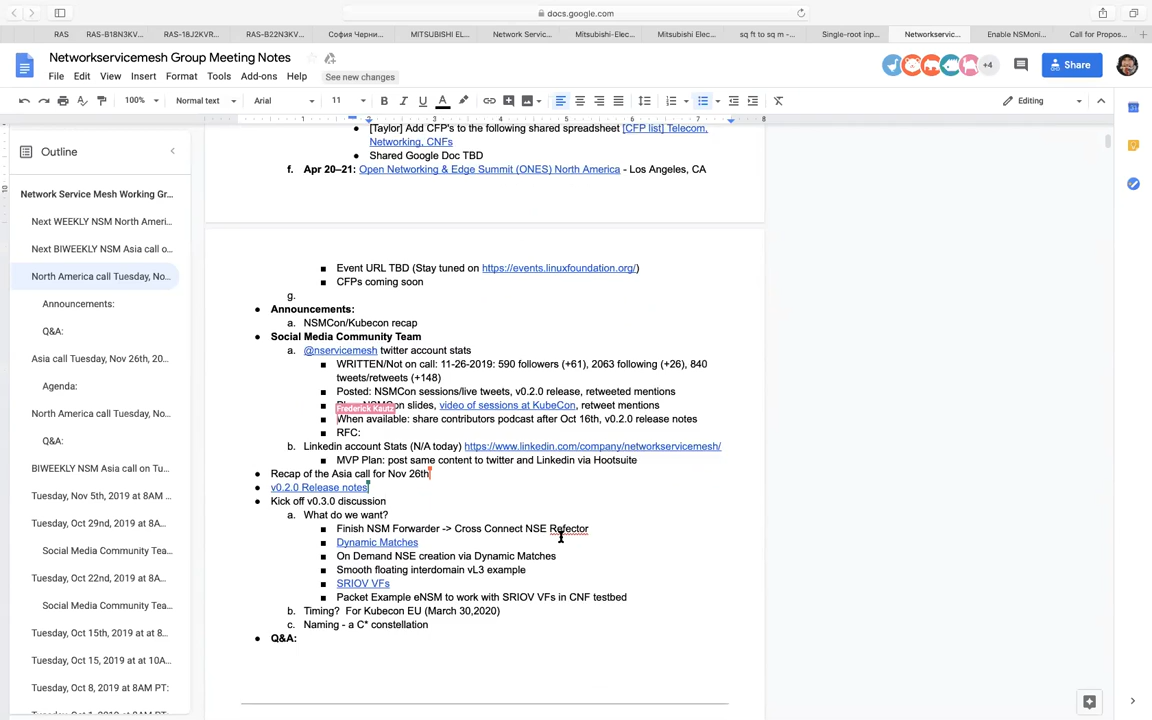 docs.google.com
RAS
RAS-B18N3KV...
RAS-18J2KVR...
RAS-B22N3KV...
София Черни...
MITSUBISHI EL...
Network Servic...
Mitsubishi-Elec...
Mitsubishi Elec...
sq ft to sq m -...
Single-root inp...
Networkservic...
Enable NSMoni...
Call for Propos...
Networkservicemesh Group Meeting Notes
File Edit View Insert Format Tools Add-ons Help See new changes
+4
Share
100% Normal text Arial 11 B I U A Editing
1 2 3 4 5 6 7 8
Outline
Network Service Mesh Working Gr...
Next WEEKLY NSM North Ameri...
Next BIWEEKLY NSM Asia call o...
North America call Tuesday, No...
Announcements:
Q&A:
Asia call Tuesday, Nov 26th, 20...
Agenda:
North America call Tuesday, No...
Q&A:
BIWEEKLY NSM Asia call on Tu...
Tuesday, Nov 5th, 2019 at 8AM ...
Tuesday, Oct 29nd, 2019 at 8A...
Social Media Community Tea...
Tuesday, Oct 22nd, 2019 at 8A...
Social Media Community Tea...
Tuesday, Oct 15th, 2019 at at 8...
Tuesday, Oct 15, 2019 at at 10A...
Tuesday, Oct 8, 2019 at 8AM PT:
[Taylor] Add CFP's to the following shared spreadsheet [CFP list] Telecom,
Networking, CNFs
Shared Google Doc TBD
f. Apr 20–21: Open Networking & Edge Summit (ONES) North America - Los Angeles, CA
Event URL TBD (Stay tuned on https://events.linuxfoundation.org/)
CFPs coming soon
g.
Announcements:
a. NSMCon/Kubecon recap
Social Media Community Team
a. @nservicemesh twitter account stats
WRITTEN/Not on call: 11-26-2019: 590 followers (+61), 2063 following (+26), 840
tweets/retweets (+148)
Posted: NSMCon sessions/live tweets, v0.2.0 release, retweeted mentions
slides, video of sessions at KubeCon, retweet mentions
Frederick Kautz
When available: share contributors podcast after Oct 16th, v0.2.0 release notes
RFC:
b. Linkedin account Stats (N/A today) https://www.linkedin.com/company/networkservicemesh/
MVP Plan: post same content to twitter and Linkedin via Hootsuite
Recap of the Asia call for Nov 26th
v0.2.0 Release notes
Kick off v0.3.0 discussion
a. What do we want?
Finish NSM Forwarder -> Cross Connect NSE Refector
Dynamic Matches
On Demand NSE creation via Dynamic Matches
Smooth floating interdomain vL3 example
SRIOV VFs
Packet Example eNSM to work with SRIOV VFs in CNF testbed
b. Timing? For Kubecon EU (March 30,2020)
c. Naming - a C* constellation
Q&A: